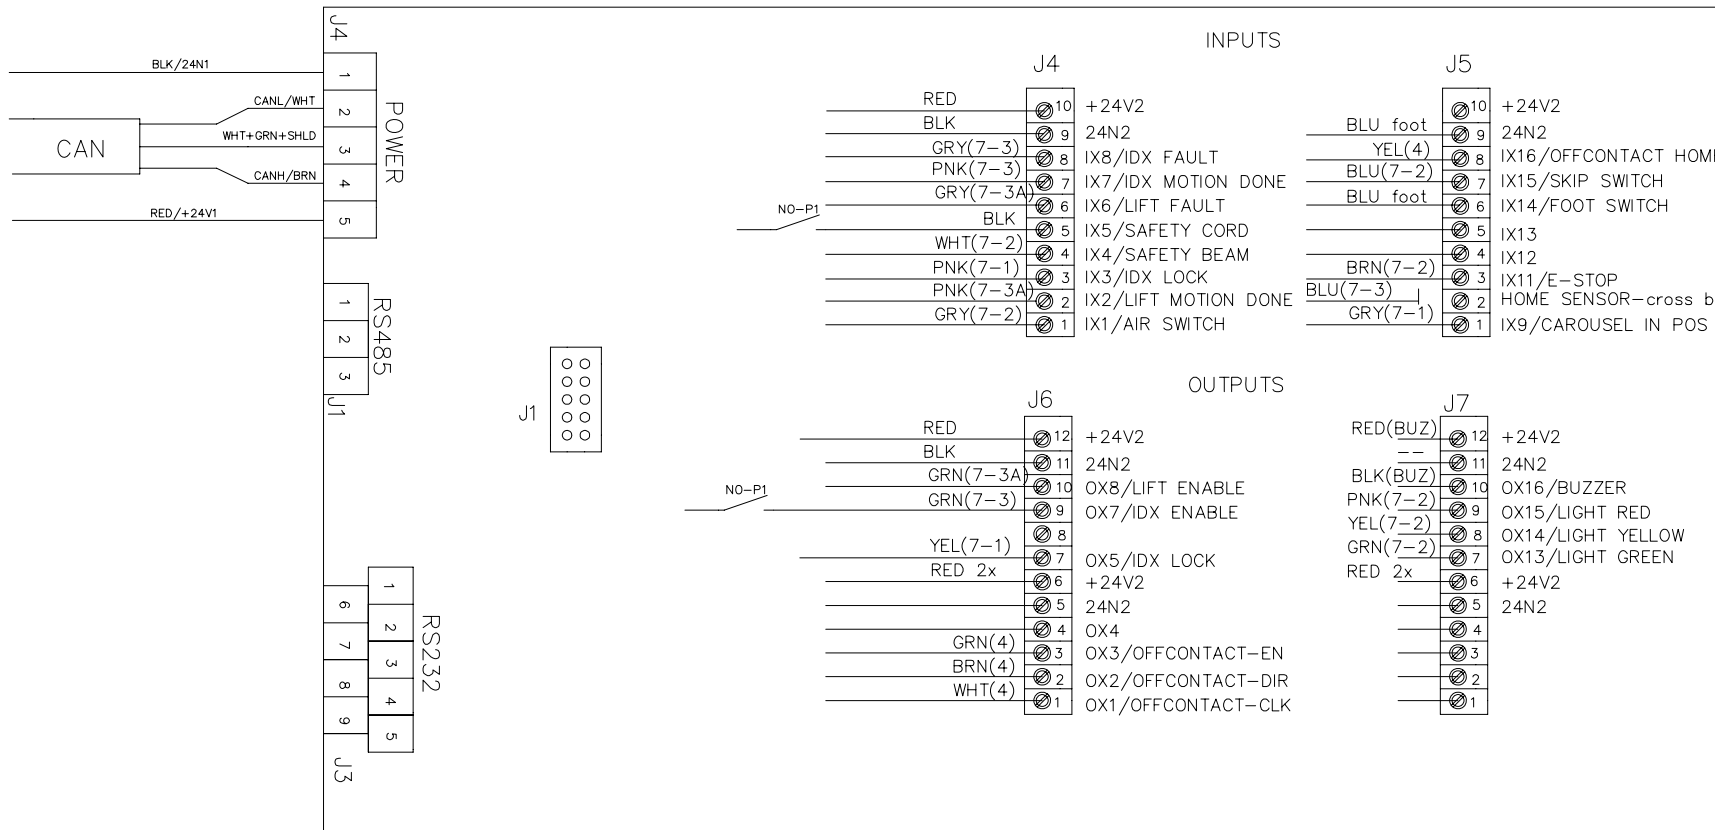 J4
BLK/24N1
1
CANL/WHT
2
WHT+GRN+SHLD
3
CAN
CANH/BRN
4
RED/+24V1
5
POWER
1
2
3
RS485
J1
J1
1
6
2
7
3
8
4
9
5
RS232
J3
INPUTS
J4
RED 10 +24V2
BLK 9 24N2
GRY(7-3) 8 IX8/IDX FAULT
PNK(7-3) 7 IX7/IDX MOTION DONE
GRY(7-3A) 6 IX6/LIFT FAULT
NO-P1 BLK 5 IX5/SAFETY CORD
WHT(7-2) 4 IX4/SAFETY BEAM
PNK(7-1) 3 IX3/IDX LOCK
PNK(7-3A) 2 IX2/LIFT MOTION DONE
GRY(7-2) 1 IX1/AIR SWITCH
J5
10 +24V2
BLU foot 9 24N2
YEL(4) 8 IX16/OFFCONTACT HOM
BLU(7-2) 7 IX15/SKIP SWITCH
BLU foot 6 IX14/FOOT SWITCH
5 IX13
4 IX12
BRN(7-2) 3 IX11/E-STOP
BLU(7-3) 2 HOME SENSOR-cross b
GRY(7-1) 1 IX9/CAROUSEL IN POS
OUTPUTS
J6
RED 12 +24V2
BLK 11 24N2
GRN(7-3A) 10 OX8/LIFT ENABLE
NO-P1 GRN(7-3) 9 OX7/IDX ENABLE
8
YEL(7-1) 7 OX5/IDX LOCK
RED 2x 6 +24V2
5 24N2
4 OX4
GRN(4) 3 OX3/OFFCONTACT-EN
BRN(4) 2 OX2/OFFCONTACT-DIR
WHT(4) 1 OX1/OFFCONTACT-CLK
J7
RED(BUZ) 12 +24V2
-- 11 24N2
BLK(BUZ) 10 OX16/BUZZER
PNK(7-2) 9 OX15/LIGHT RED
YEL(7-2) 8 OX14/LIGHT YELLOW
GRN(7-2) 7 OX13/LIGHT GREEN
RED 2x 6 +24V2
5 24N2
4
3
2
1